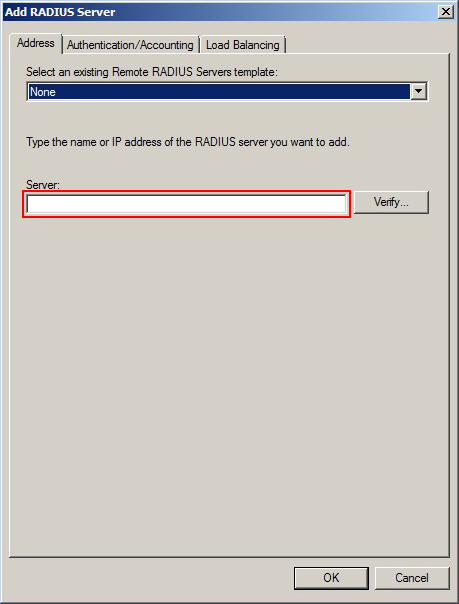 Add RADIUS Server
Address Authentication/Accounting Load Balancing
Select an existing Remote RADIUS Servers template:
None
Type the name or IP address of the RADIUS server you want to add.
Server:
Verify...
OK Cancel